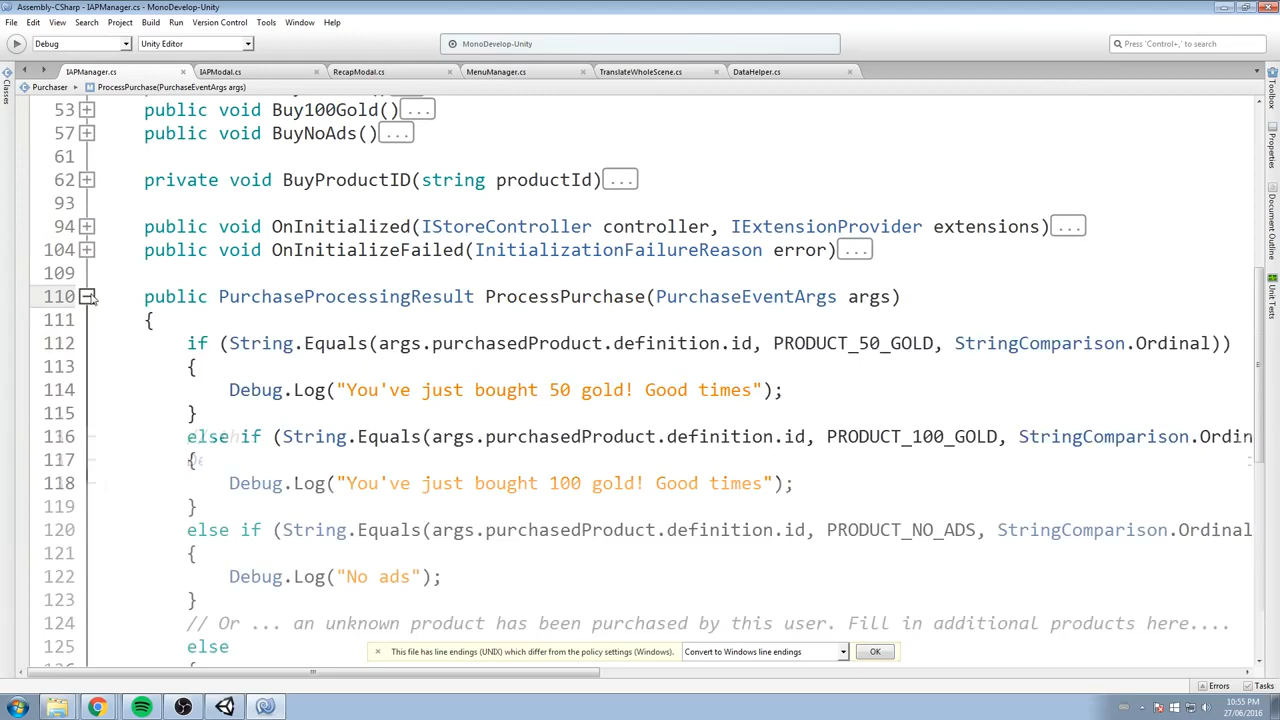 Assembly-CSharp - IAPManager.cs - MonoDevelop-Unity
File Edit View Search Project Build Run Version Control Tools Window Help
Debug Unity Editor MonoDevelop-Unity Press 'Control+,' to search
IAPManager.cs IAPModal.cs RecapModal.cs MenuManager.cs TranslateWholeScene.cs DataHelper.cs
Purchaser ProcessPurchase(PurchaseEventArgs args)
Classes
Toolbox
Properties
Document Outline
Unit Tests
53 public void Buy100Gold() ...
57 public void BuyNoAds() ...
61
62 private void BuyProductID(string productId) ...
93
94 public void OnInitialized(IStoreController controller, IExtensionProvider extensions) ...
104 public void OnInitializeFailed(InitializationFailureReason error) ...
109
110 public PurchaseProcessingResult ProcessPurchase(PurchaseEventArgs args)
111 {
112 if (String.Equals(args.purchasedProduct.definition.id, PRODUCT_50_GOLD, StringComparison.Ordinal))
113 {
114 Debug.Log("You've just bought 50 gold! Good times");
115 }
116 else if (String.Equals(args.purchasedProduct.definition.id, PRODUCT_100_GOLD, StringComparison.Ordin
117 {
118 Debug.Log("You've just bought 100 gold! Good times");
119 }
120 else if (String.Equals(args.purchasedProduct.definition.id, PRODUCT_NO_ADS, StringComparison.Ordinal
121 {
122 Debug.Log("No ads");
123 }
124 // Or ... an unknown product has been purchased by this user. Fill in additional products here....
125 else
This file has line endings (UNIX) which differ from the policy settings (Windows). Convert to Windows line endings OK
Errors Tasks
10:55 PM
27/06/2016